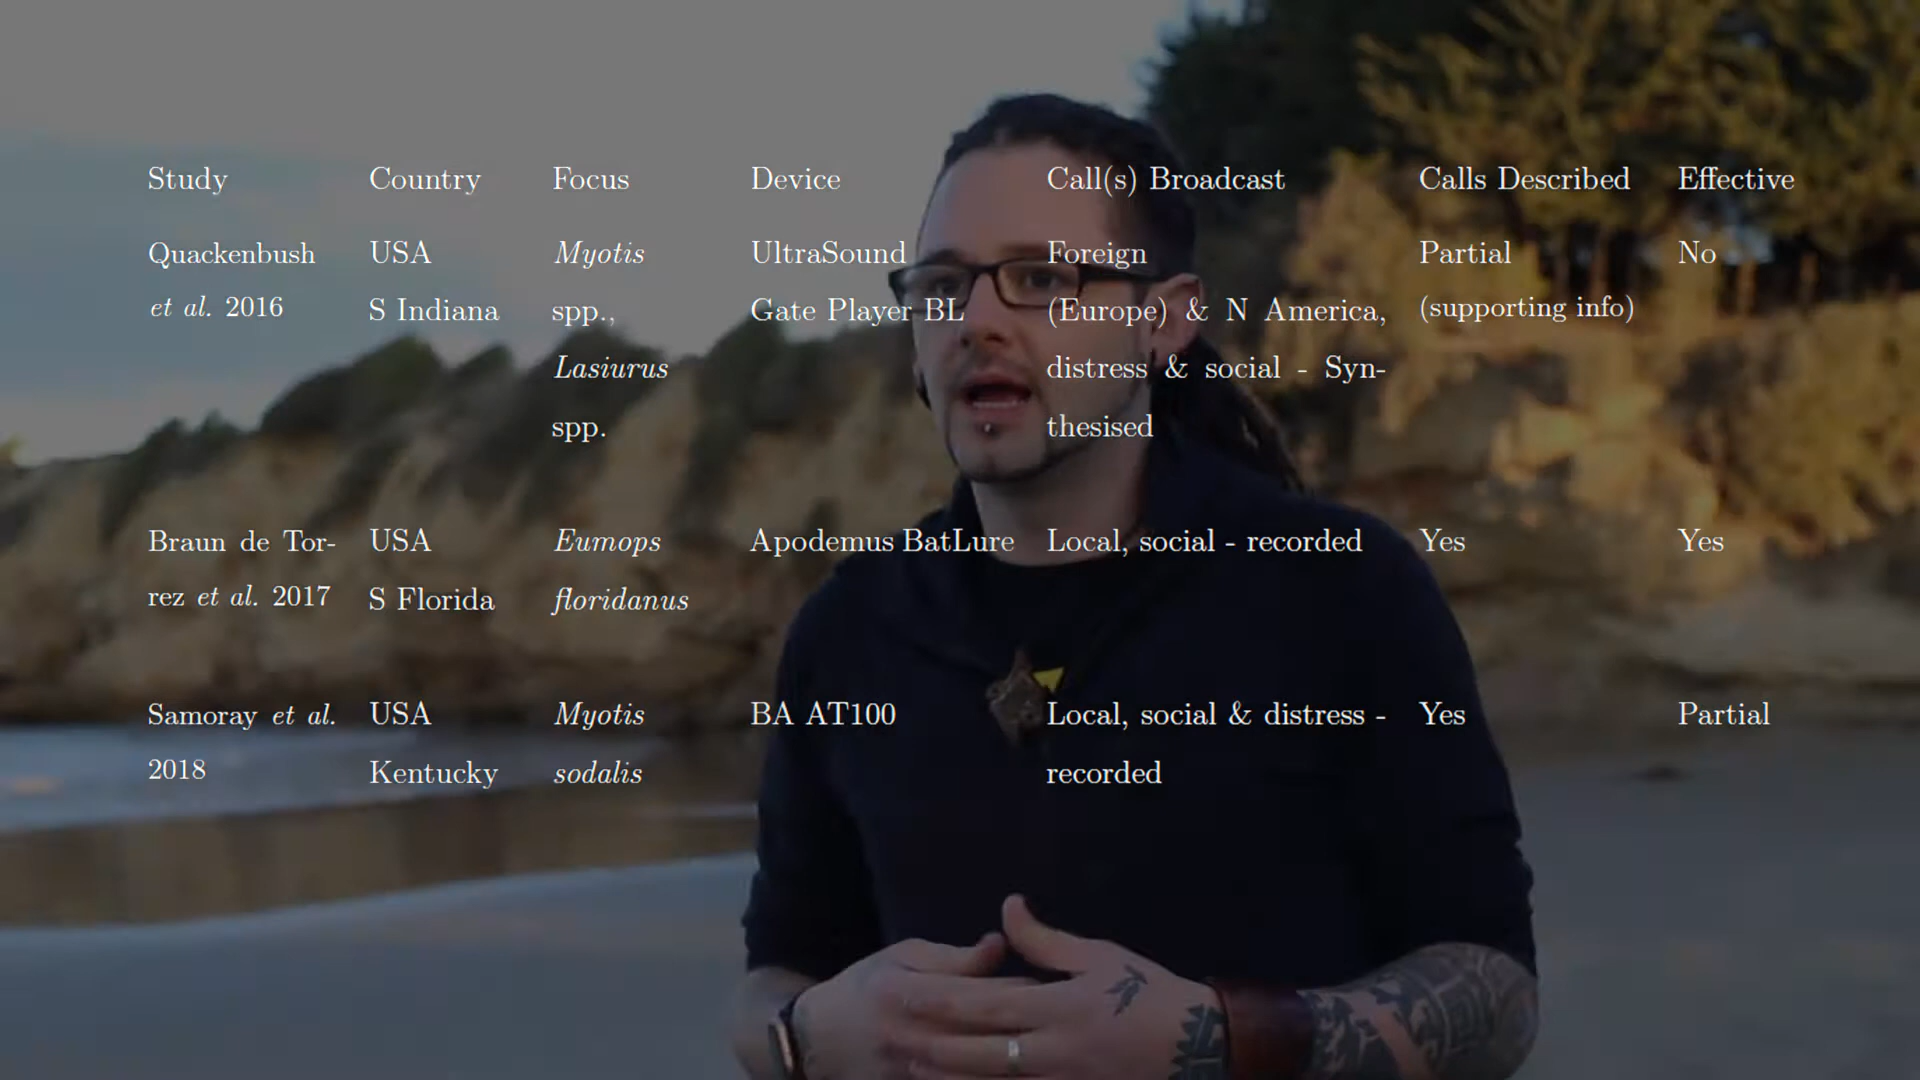 Study Country Focus Device Call(s) Broadcast Calls Described Effective
Quackenbush USA Myotis UltraSound Foreign Partial No
et al. 2016 S Indiana spp., Gate Player BL (Europe) & N America, (supporting info)
Lasiurus distress & social - Syn-
spp. thesised
Braun de Tor- USA Eumops Apodemus BatLure Local, social - recorded Yes Yes
rez et al. 2017 S Florida floridanus
Samoray et al. USA Myotis BA AT100 Local, social & distress - Yes Partial
2018 Kentucky sodalis recorded